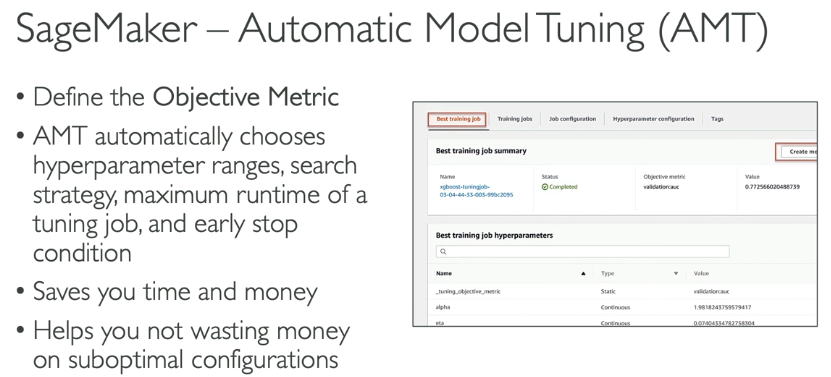 SageMaker – Automatic Model Tuning (AMT)
• Define the Objective Metric
• AMT automatically chooses
hyperparameter ranges, search
strategy, maximum runtime of a
tuning job, and early stop
condition
• Saves you time and money
• Helps you not wasting money
on suboptimal configurations
Best training job Training jobs Job configuration Hyperparameter configuration Tags
Best training job summary
Create mo
Name Status Objective metric Value
xgboost-tuningjob-
03-04-44-33-005-99bc2095
Completed validation:auc 0.772566020488739
Best training job hyperparameters
Name Type Value
_tuning_objective_metric Static validation:auc
alpha Continuous 1.9818243759579417
eta Continuous 0.07404334782758304